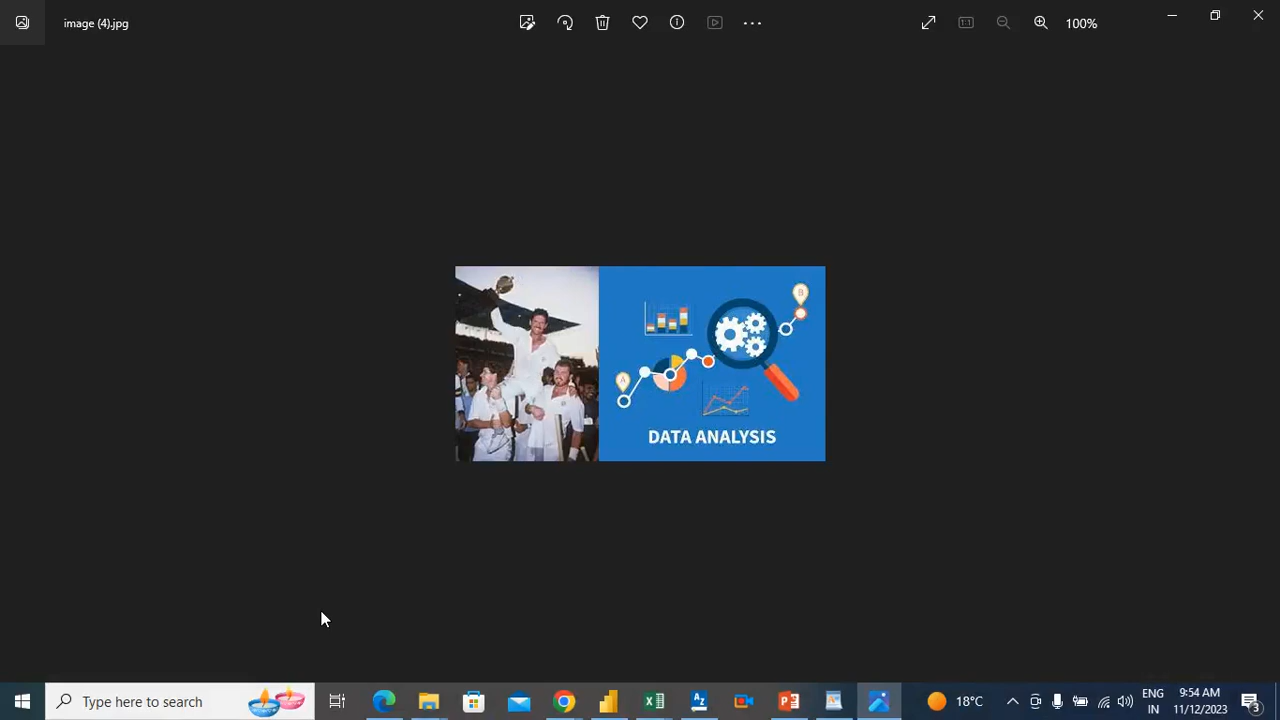 image (4).jpg
100%
A
B
DATA ANALYSIS
Type here to search
18°C
ENG
IN
9:54 AM
11/12/2023
3